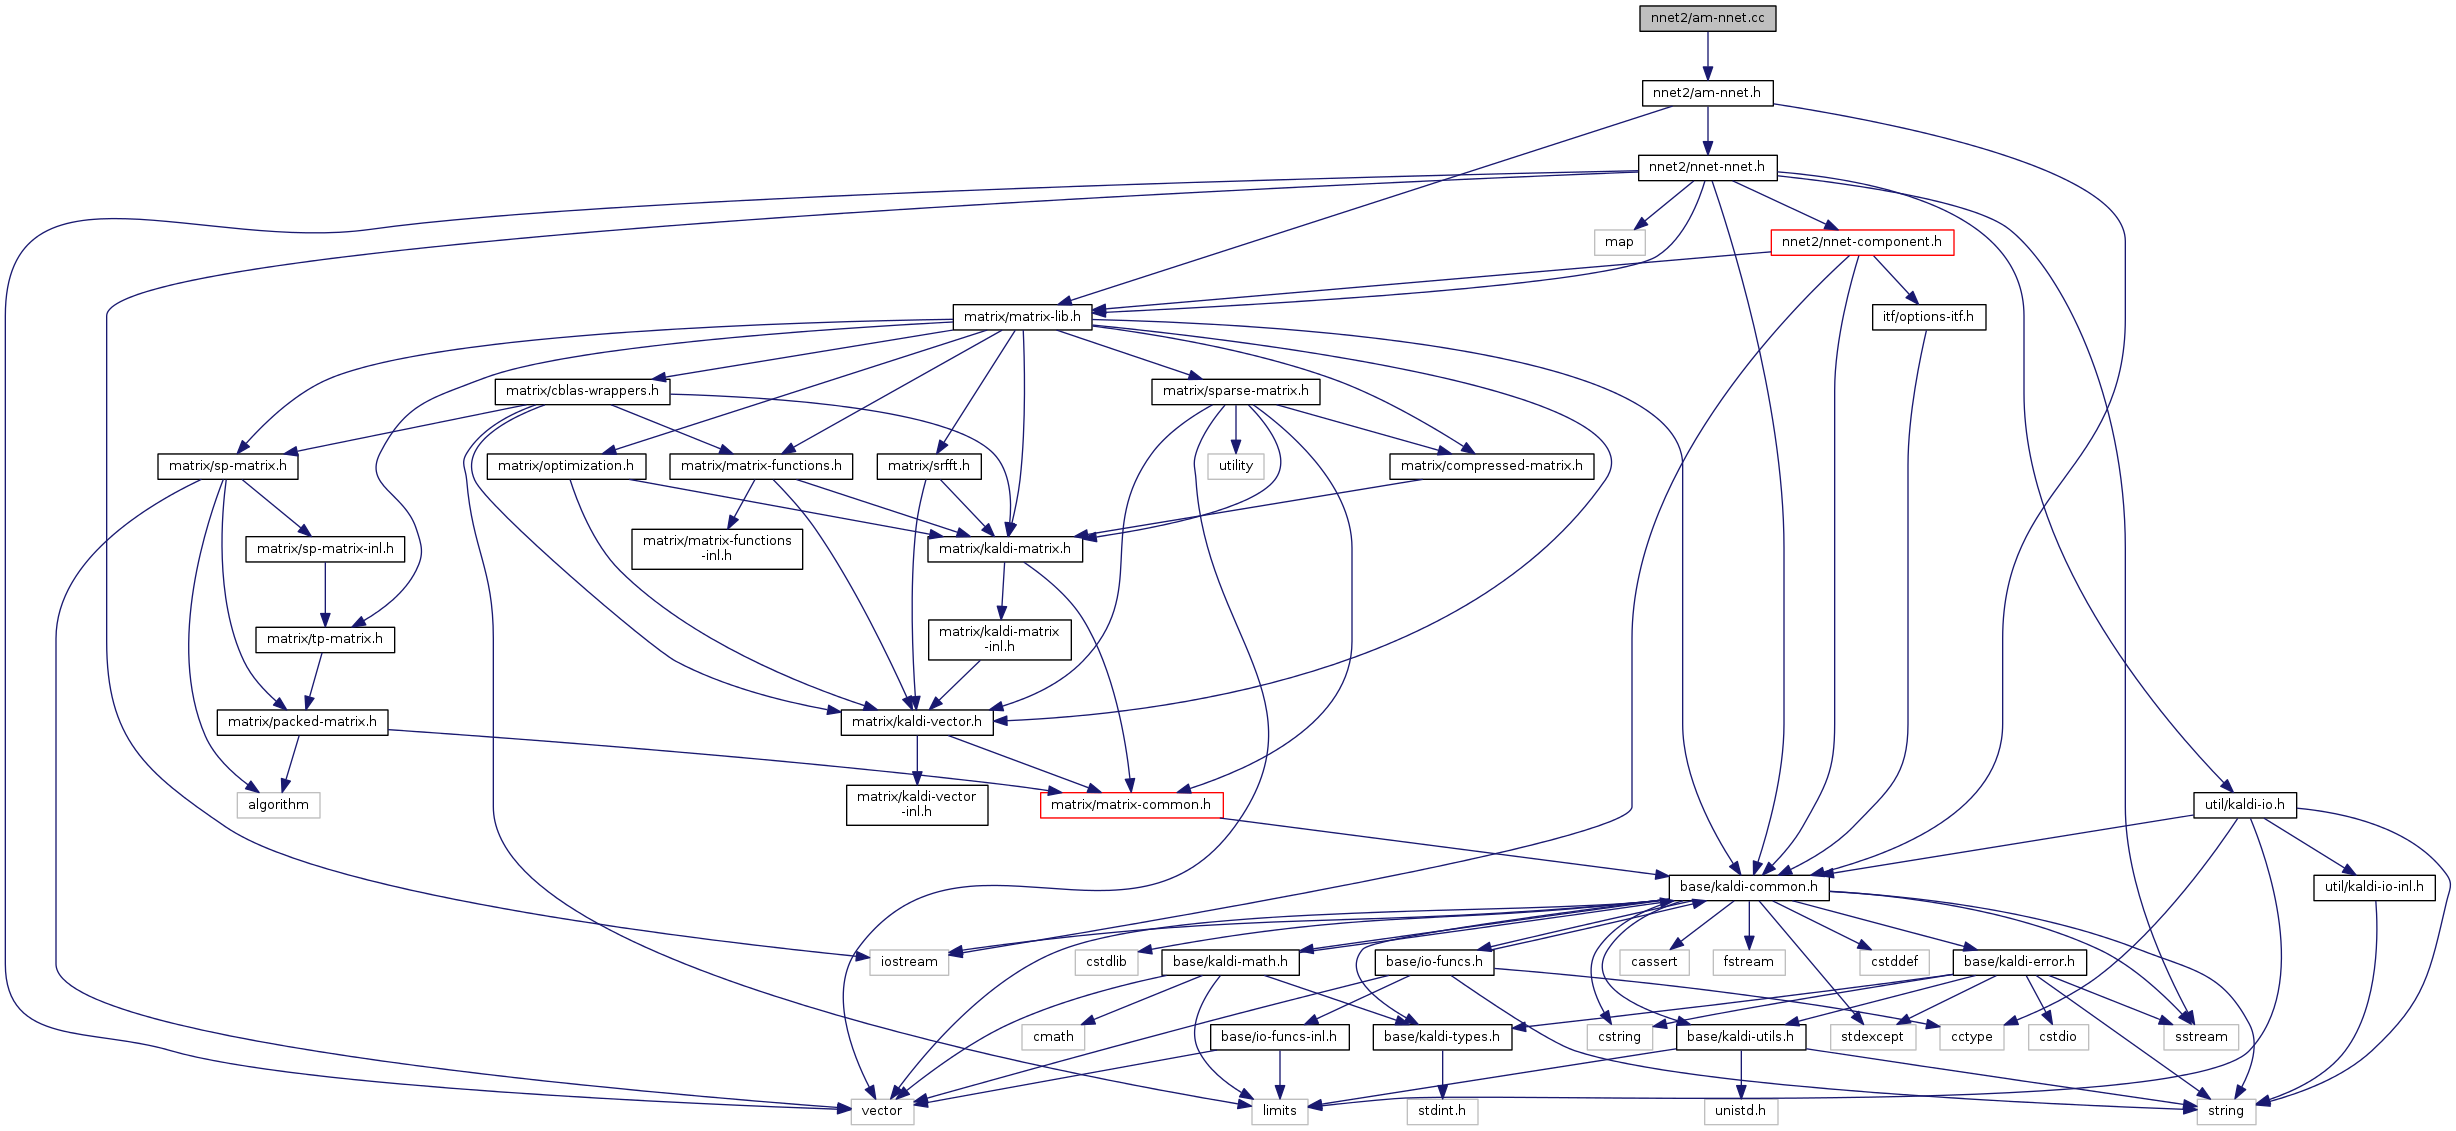 nnet2/am-nnet.cc
nnet2/am-nnet.h
nnet2/nnet-nnet.h
map
nnet2/nnet-component.h
matrix/matrix-lib.h
itf/options-itf.h
matrix/cblas-wrappers.h
matrix/sparse-matrix.h
matrix/sp-matrix.h
matrix/optimization.h
matrix/matrix-functions.h
matrix/srfft.h
utility
matrix/compressed-matrix.h
matrix/sp-matrix-inl.h
matrix/matrix-functions
-inl.h
matrix/kaldi-matrix.h
matrix/tp-matrix.h
matrix/kaldi-matrix
-inl.h
matrix/packed-matrix.h
matrix/kaldi-vector.h
algorithm
matrix/kaldi-vector
-inl.h
matrix/matrix-common.h
util/kaldi-io.h
base/kaldi-common.h
util/kaldi-io-inl.h
iostream
cstdlib
base/kaldi-math.h
base/io-funcs.h
cassert
fstream
cstddef
base/kaldi-error.h
cmath
base/io-funcs-inl.h
base/kaldi-types.h
cstring
base/kaldi-utils.h
stdexcept
cctype
cstdio
sstream
vector
limits
stdint.h
unistd.h
string